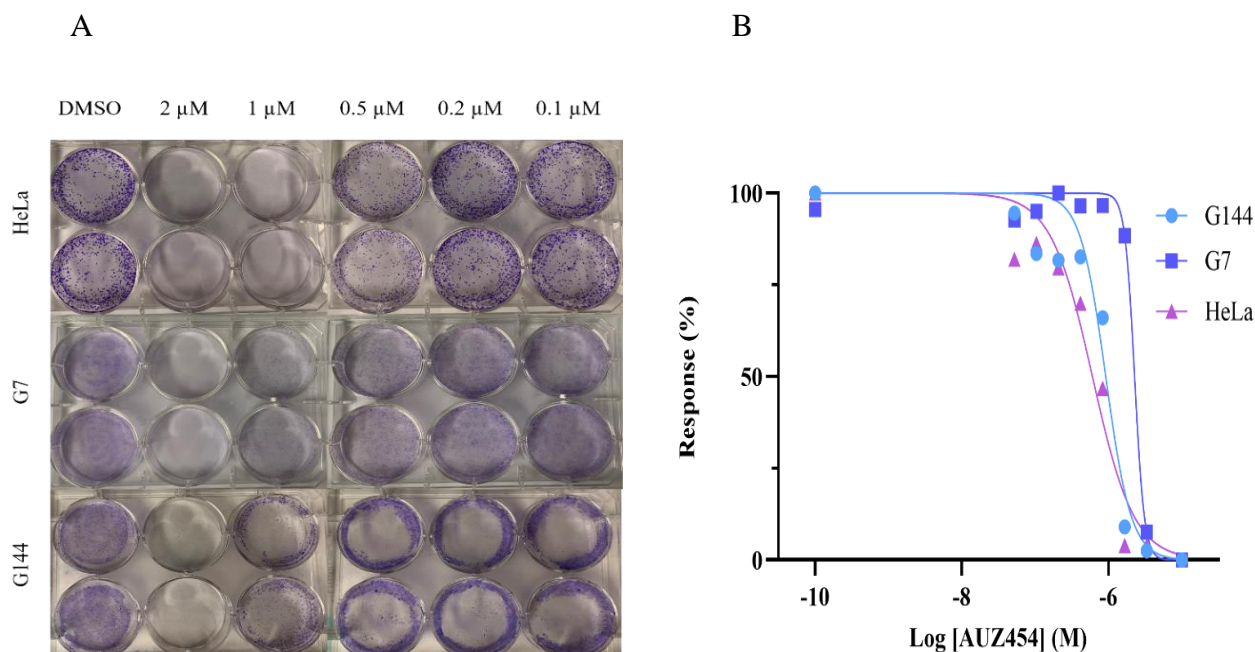 A
B
DMSO 2 µM 1 µM 0.5 µM 0.2 µM 0.1 µM
HeLa
G7
G144
Response (%)
100
50
0
-10 -8 -6
Log [AUZ454] (M)
G144
G7
HeLa